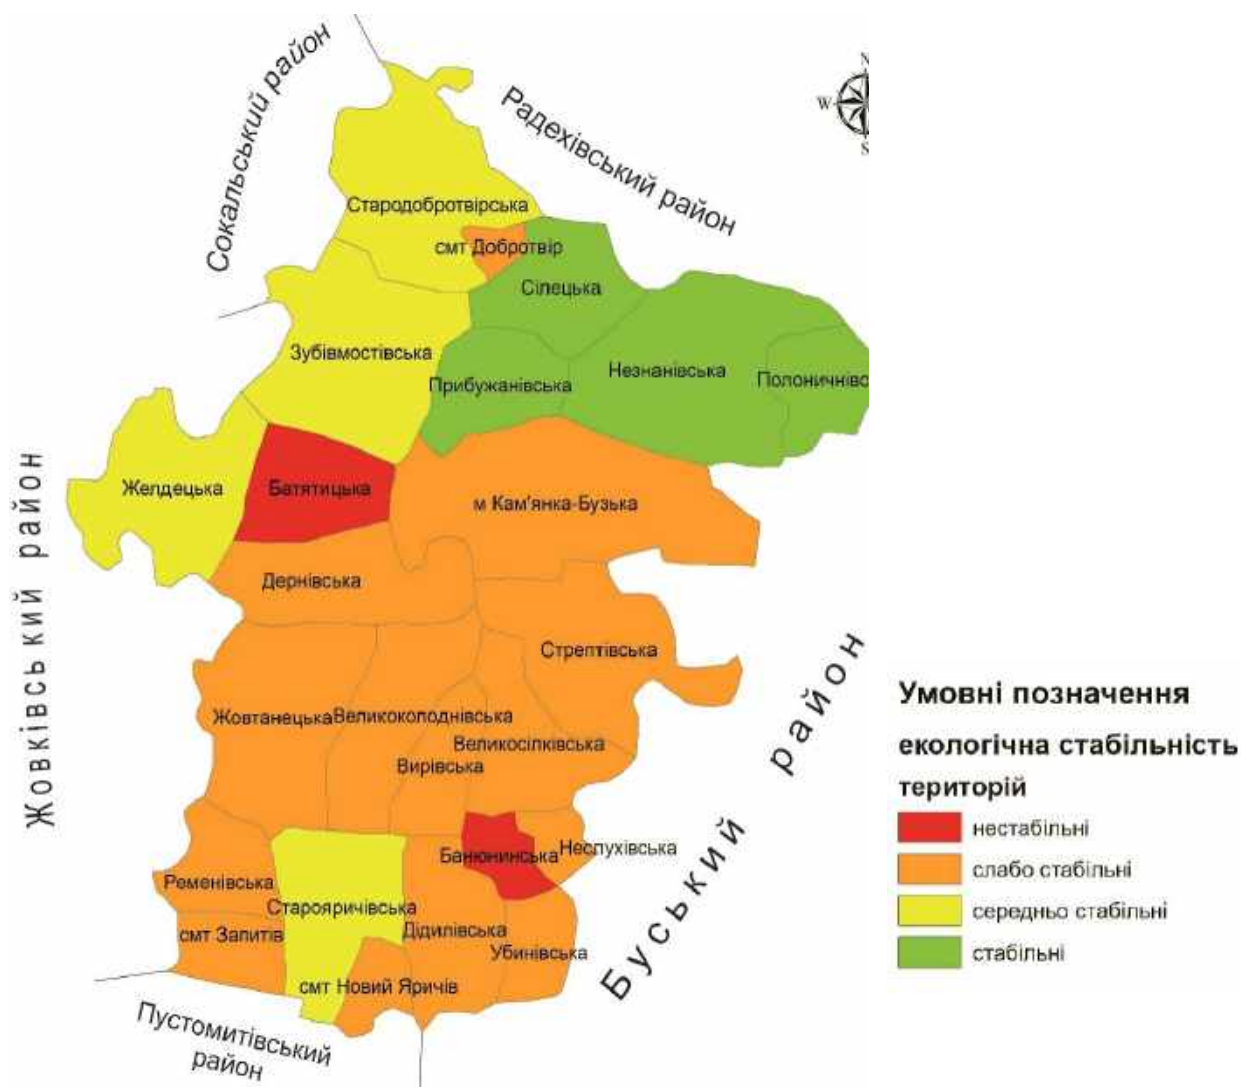 Сокальський район
Радехівський район
N
W
S
Стародобротвірська
смт Добротвір
Сілецька
Зубівмостівська
Незнанівська
Прибужанівська
Полоничнівс
Желдецька
Батятицька
м Кам'янка-Бузька
Жовківський район
Дернівська
Стрептівська
Жовтанецька
Великоколоднівська
Великосілківська
Вирівська
Буський район
Банюнинська
Неслухівська
Ременівська
Старояричівська
смт Запитів
Дідилівська
Убинівська
смт Новий Яричів
Пустомитівський
район
Умовні позначення
екологічна стабільність
територій
нестабільні
слабо стабільні
середньо стабільні
стабільні